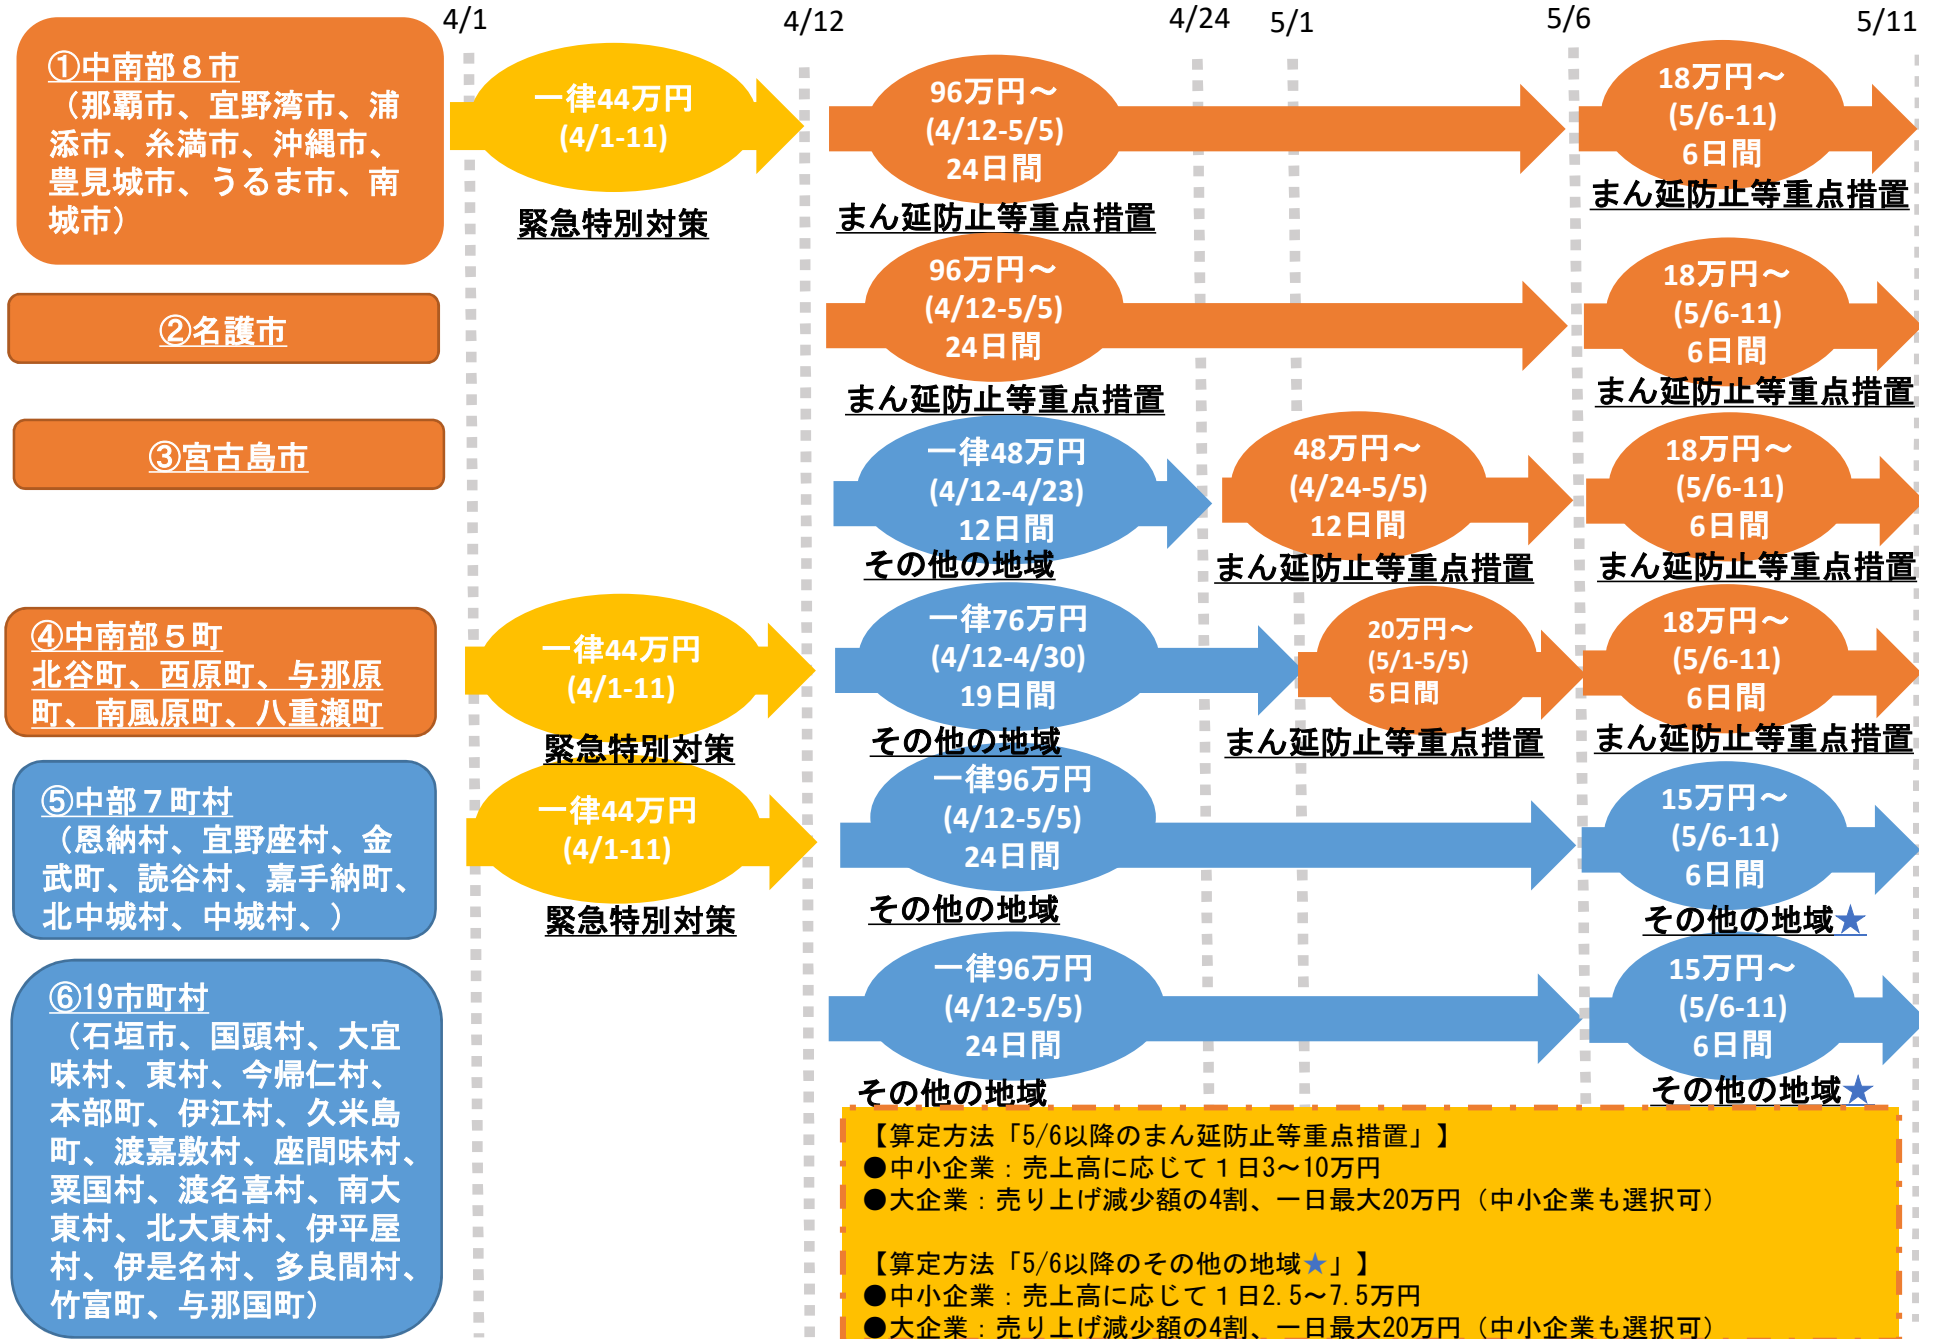 4/1
4/12
4/24
5/1
5/6
5/11
①中南部８市
（那覇市、宜野湾市、浦
添市、糸満市、沖縄市、
豊見城市、うるま市、南
城市）
一律44万円
(4/1-11)
緊急特別対策
96万円～
(4/12-5/5)
24日間
まん延防止等重点措置
18万円～
(5/6-11)
6日間
まん延防止等重点措置
②名護市
96万円～
(4/12-5/5)
24日間
まん延防止等重点措置
18万円～
(5/6-11)
6日間
まん延防止等重点措置
③宮古島市
一律48万円
(4/12-4/23)
12日間
その他の地域
48万円～
(4/24-5/5)
12日間
まん延防止等重点措置
18万円～
(5/6-11)
6日間
まん延防止等重点措置
④中南部５町
北谷町、西原町、与那原
町、南風原町、八重瀬町
一律44万円
(4/1-11)
緊急特別対策
一律76万円
(4/12-4/30)
19日間
その他の地域
20万円～
(5/1-5/5)
５日間
まん延防止等重点措置
18万円～
(5/6-11)
6日間
まん延防止等重点措置
⑤中部７町村
（恩納村、宜野座村、金
武町、読谷村、嘉手納町、
北中城村、中城村、）
一律44万円
(4/1-11)
緊急特別対策
一律96万円
(4/12-5/5)
24日間
その他の地域
15万円～
(5/6-11)
6日間
その他の地域★
⑥19市町村
（石垣市、国頭村、大宜
味村、東村、今帰仁村、
本部町、伊江村、久米島
町、渡嘉敷村、座間味村、
粟国村、渡名喜村、南大
東村、北大東村、伊平屋
村、伊是名村、多良間村、
竹富町、与那国町）
一律96万円
(4/12-5/5)
24日間
その他の地域
15万円～
(5/6-11)
6日間
その他の地域★
【算定方法「5/6以降のまん延防止等重点措置」】
●中小企業：売上高に応じて１日3～10万円
●大企業：売り上げ減少額の4割、一日最大20万円（中小企業も選択可）
【算定方法「5/6以降のその他の地域★」】
●中小企業：売上高に応じて１日2.5～7.5万円
●大企業：売り上げ減少額の4割、一日最大20万円（中小企業も選択可）